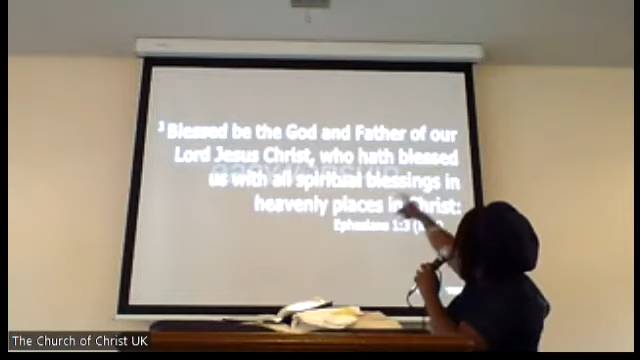 3 Blessed be the God and Father of our
Lord Jesus Christ, who hath blessed
us with all spiritual blessings in
heavenly places in Christ:
Ephesians 1:3
The Church of Christ UK